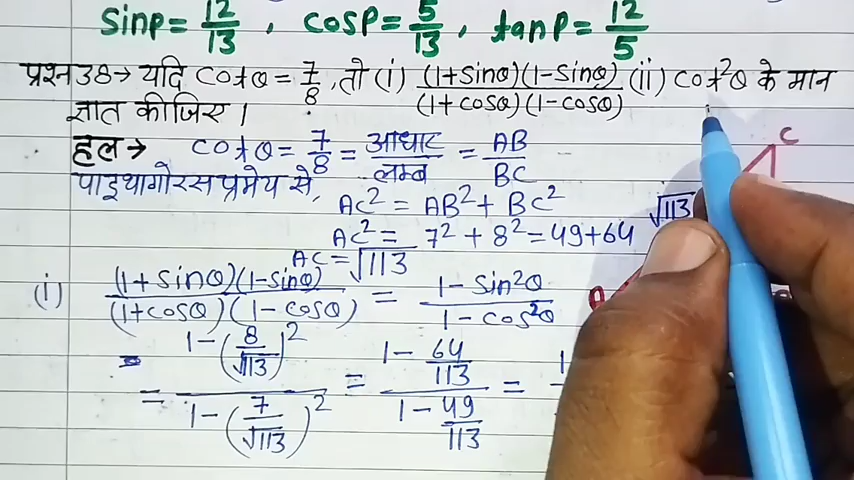 sinP = 12/13 , cosP = 5/13 , tanP = 12/5
प्रश्न 38→ यदि cotθ = 7/8 , तो (i) (1+sinθ)(1-sinθ)/(1+cosθ)(1-cosθ) (ii) cot²θ के मान
ज्ञात कीजिए ।
हल→ cotθ = 7/8 = आधार/लम्ब = AB/BC
पाइथागोरस प्रमेय से,
AC² = AB² + BC²
AC² = 7² + 8² = 49+64
AC = √113
(i) (1+sinθ)(1-sinθ)/(1+cosθ)(1-cosθ) = 1-sin²θ/1-cos²θ
= 1-(8/√113)²/1-(7/√113)² = 1-64/113/1-49/113 =
C
√113